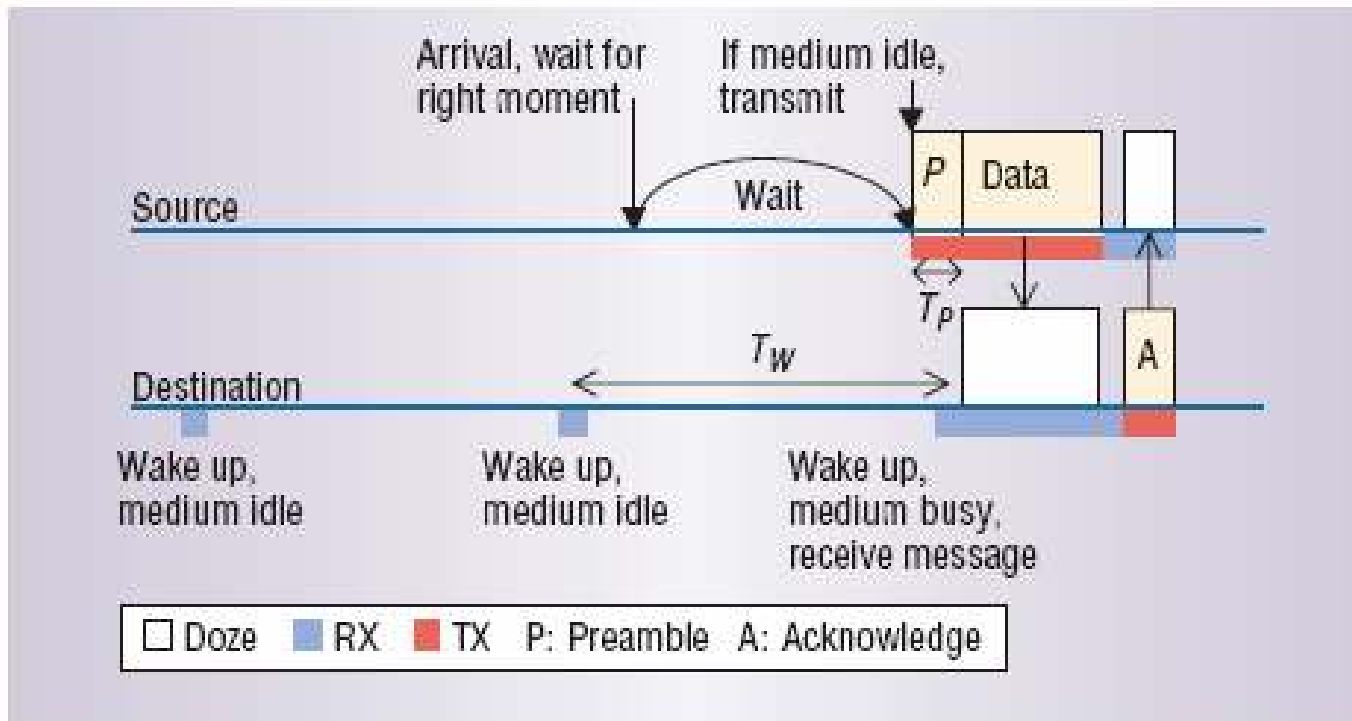 Arrival, wait for
right moment
If medium idle,
transmit
Source
Wait
P
Data
TP
Destination
TW
A
Wake up,
medium idle
Wake up,
medium idle
Wake up,
medium busy,
receive message
Doze RX TX P: Preamble A: Acknowledge